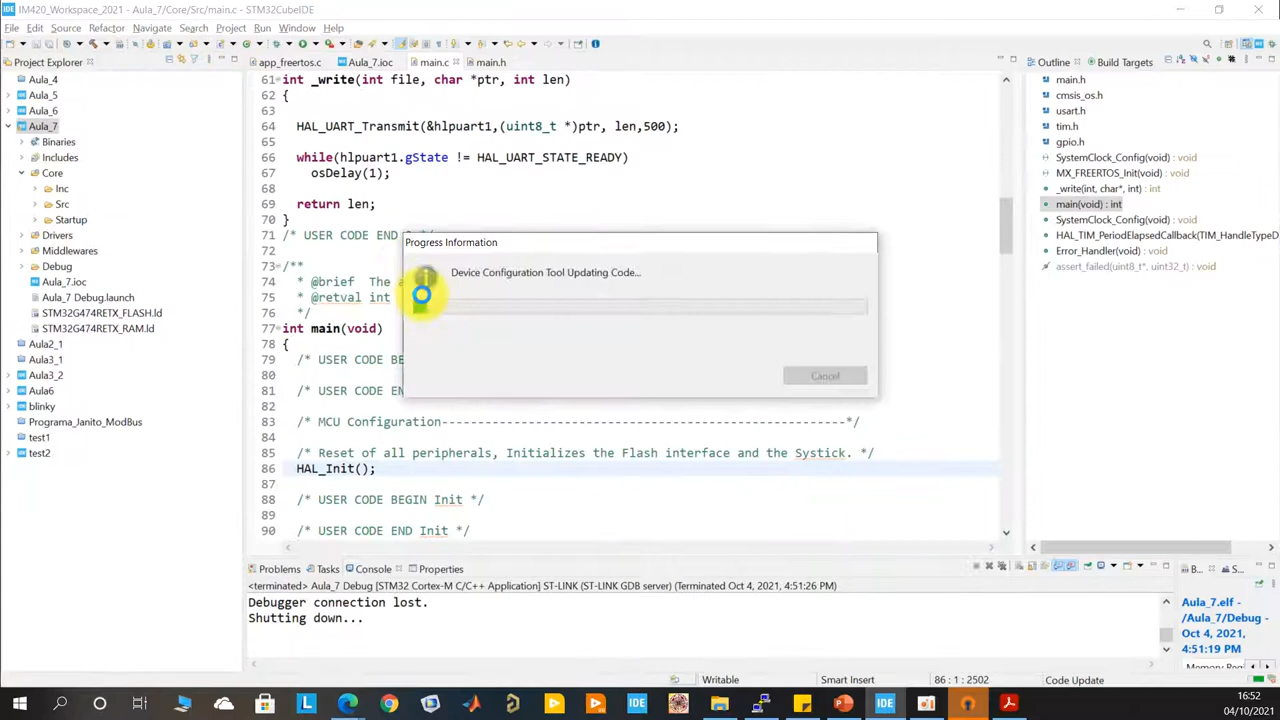 IM420_Workspace_2021 - Aula_7/Core/Src/main.c - STM32CubeIDE
File Edit Source Refactor Navigate Search Project Run Window Help
Project Explorer
Aula_4
Aula_5
Aula_6
Aula_7
Binaries
Includes
Core
Inc
Src
Startup
Drivers
Middlewares
Debug
Aula_7.ioc
Aula_7 Debug.launch
STM32G474RETX_FLASH.ld
STM32G474RETX_RAM.ld
Aula2_1
Aula3_1
Aula3_2
Aula6
blinky
Programa_Janito_ModBus
test1
test2
app_freertos.c Aula_7.ioc main.c main.h
61 int _write(int file, char *ptr, int len)
62 {
63
64 HAL_UART_Transmit(&hlpuart1,(uint8_t *)ptr, len,500);
65
66 while(hlpuart1.gState != HAL_UART_STATE_READY)
67 osDelay(1);
68
69 return len;
70 }
71 /* USER CODE END
72
73 /**
74 * @brief The a
75 * @retval int
76 */
77 int main(void)
78 {
79 /* USER CODE BE
80
81 /* USER CODE EN
82
83 /* MCU Configuration--------------------------------------------------------*/
84
85 /* Reset of all peripherals, Initializes the Flash interface and the Systick. */
86 HAL_Init();
87
88 /* USER CODE BEGIN Init */
89
90 /* USER CODE END Init */
Progress Information
Device Configuration Tool Updating Code...
Cancel
Outline Build Targets
main.h
cmsis_os.h
usart.h
tim.h
gpio.h
SystemClock_Config(void) : void
MX_FREERTOS_Init(void) : void
_write(int, char*, int) : int
main(void) : int
SystemClock_Config(void) : void
HAL_TIM_PeriodElapsedCallback(TIM_HandleTypeD
Error_Handler(void) : void
assert_failed(uint8_t*, uint32_t) : void
Problems Tasks Console Properties
<terminated> Aula_7 Debug [STM32 Cortex-M C/C++ Application] ST-LINK (ST-LINK GDB server) (Terminated Oct 4, 2021, 4:51:26 PM)
Debugger connection lost.
Shutting down...
B... S...
Aula_7.elf -
/Aula_7/Debug -
Oct 4, 2021,
4:51:19 PM
Memory Regi
Writable Smart Insert 86 : 1 : 2502 Code Update
16:52
04/10/2021